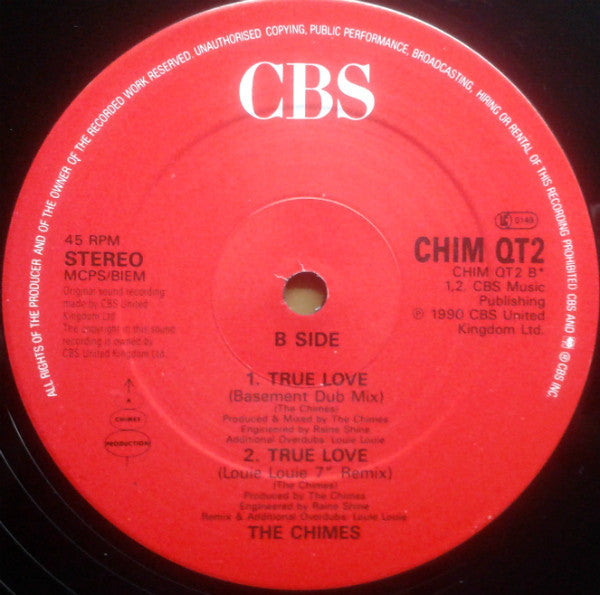 ALL RIGHTS OF THE PRODUCER AND OF THE OWNER OF THE RECORDED WORK RESERVED. UNAUTHORISED COPYING, PUBLIC PERFORMANCE, BROADCASTING, HIRING OR RENTAL OF THIS RECORDING PROHIBITED CBS AND ® CBS INC.
CBS
45 RPM
STEREO
MCPS/BIEM
Original sound recording
made by CBS United
Kingdom Ltd
The copyright in this sound
recording is owned by
CBS United Kingdom Ltd.
LC 0149
CHIM QT2
CHIM QT2 B*
1,2. CBS Music
Publishing
℗ 1990 CBS United
Kingdom Ltd.
CHIMES
PRODUCTION
B SIDE
1. TRUE LOVE
(Basement Dub Mix)
(The Chimes)
Produced & Mixed by The Chimes
Engineered by Raine Shine
Additional Overdubs: Louie Louie
2. TRUE LOVE
(Louie Louie 7" Remix)
(The Chimes)
Produced by The Chimes
Engineered by Raine Shine
Remix & Additional Overdubs: Louie Louie
THE CHIMES